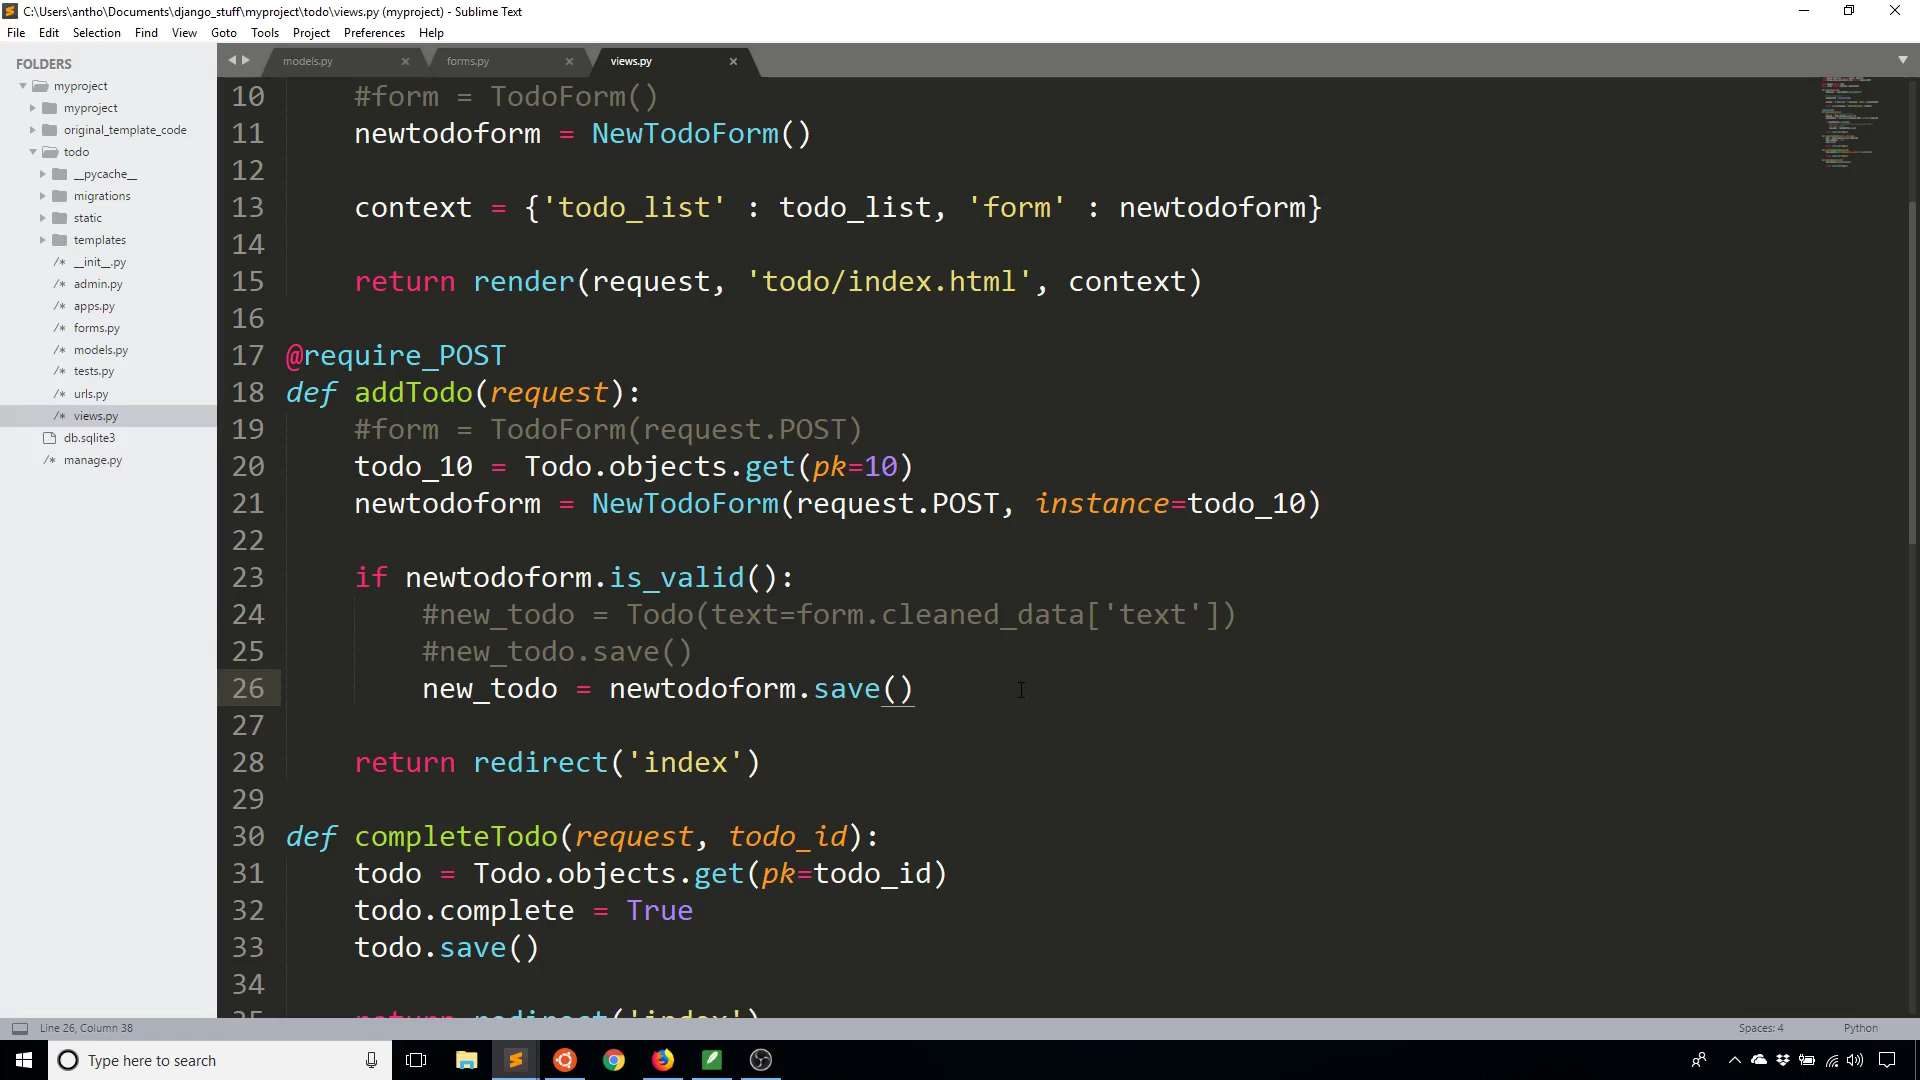 C:\Users\antho\Documents\django_stuff\myproject\todo\views.py (myproject) - Sublime Text
File Edit Selection Find View Goto Tools Project Preferences Help
FOLDERS
myproject
myproject
original_template_code
todo
__pycache__
migrations
static
templates
/* __init__.py
/* admin.py
/* apps.py
/* forms.py
/* models.py
/* tests.py
/* urls.py
/* views.py
db.sqlite3
/* manage.py
models.py × forms.py × views.py ×
10 #form = TodoForm()
11 newtodoform = NewTodoForm()
12
13 context = {'todo_list' : todo_list, 'form' : newtodoform}
14
15 return render(request, 'todo/index.html', context)
16
17 @require_POST
18 def addTodo(request):
19 #form = TodoForm(request.POST)
20 todo_10 = Todo.objects.get(pk=10)
21 newtodoform = NewTodoForm(request.POST, instance=todo_10)
22
23 if newtodoform.is_valid():
24 #new_todo = Todo(text=form.cleaned_data['text'])
25 #new_todo.save()
26 new_todo = newtodoform.save()
27
28 return redirect('index')
29
30 def completeTodo(request, todo_id):
31 todo = Todo.objects.get(pk=todo_id)
32 todo.complete = True
33 todo.save()
34
35 return redirect('index')
Line 26, Column 38
Spaces: 4 Python
Type here to search